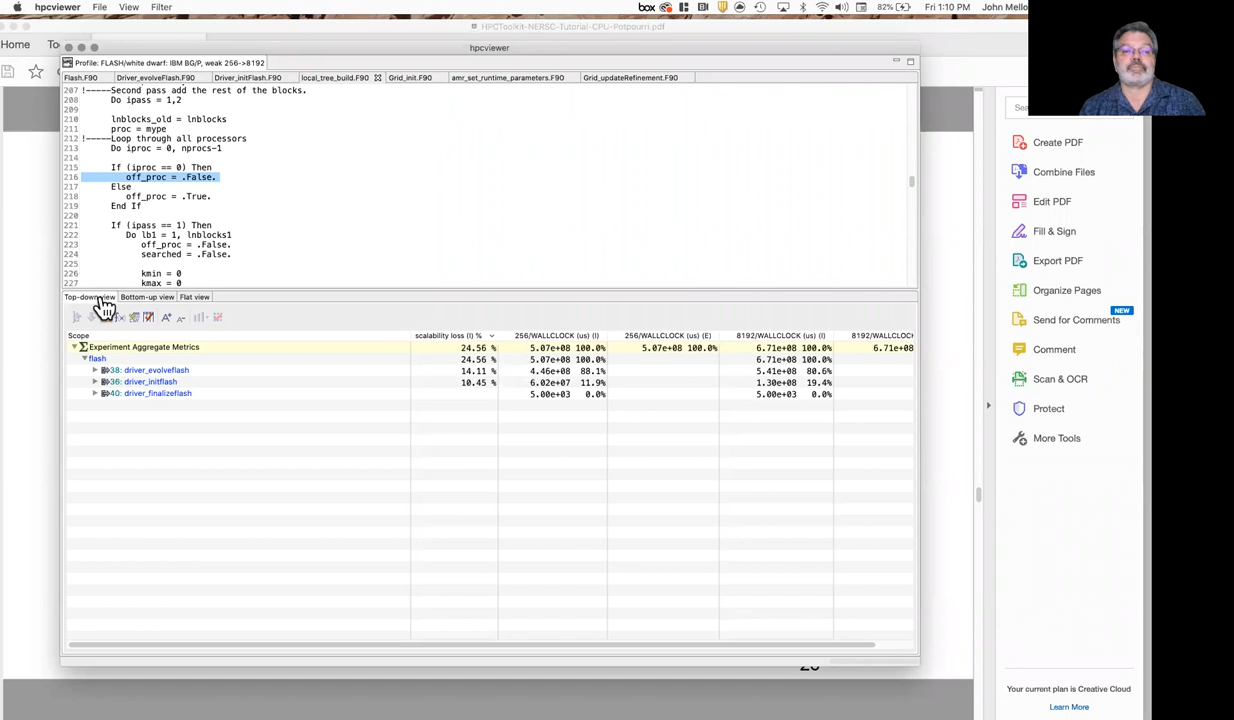 hpcviewer File View Filter box 82% Fri 1:10 PM John Mello
HPCToolkit-NERSC-Tutorial-CPU-Potpourri.pdf
Home
hpcviewer
Profile: FLASH/white dwarf: IBM BG/P, weak 256->8192
Flash.F90 Driver_evolveFlash.F90 Driver_initFlash.F90 local_tree_build.F90 Grid_init.F90 amr_set_runtime_parameters.F90 Grid_updateRefinement.F90
207 !-----Second pass add the rest of the blocks.
208 Do ipass = 1,2
209
210 lnblocks_old = lnblocks
211 proc = mype
212 !-----Loop through all processors
213 Do iproc = 0, nprocs-1
214
215 If (iproc == 0) Then
216 off_proc = .False.
217 Else
218 off_proc = .True.
219 End If
220
221 If (ipass == 1) Then
222 Do lb1 = 1, lnblocks1
223 off_proc = .False.
224 searched = .False.
225
226 kmin = 0
227 kmax = 0
Top-down view Bottom-up view Flat view
Scope scalability loss (I) % 256/WALLCLOCK (us) (I) 256/WALLCLOCK (us) (E) 8192/WALLCLOCK (us) (I) 8192/WALLCLOCK
Experiment Aggregate Metrics 24.56 % 5.07e+08 100.0% 5.07e+08 100.0% 6.71e+08 100.0% 6.71e+08
flash 24.56 % 5.07e+08 100.0% 6.71e+08 100.0%
38: driver_evolveflash 14.11 % 4.46e+08 88.1% 5.41e+08 80.6%
36: driver_initflash 10.45 % 6.02e+07 11.9% 1.30e+08 19.4%
40: driver_finalizeflash 5.00e+03 0.0% 5.00e+03 0.0%
Create PDF
Combine Files
Edit PDF
Fill & Sign
Export PDF
Organize Pages
NEW
Send for Comments
Comment
Scan & OCR
Protect
More Tools
Your current plan is Creative Cloud
Learn More